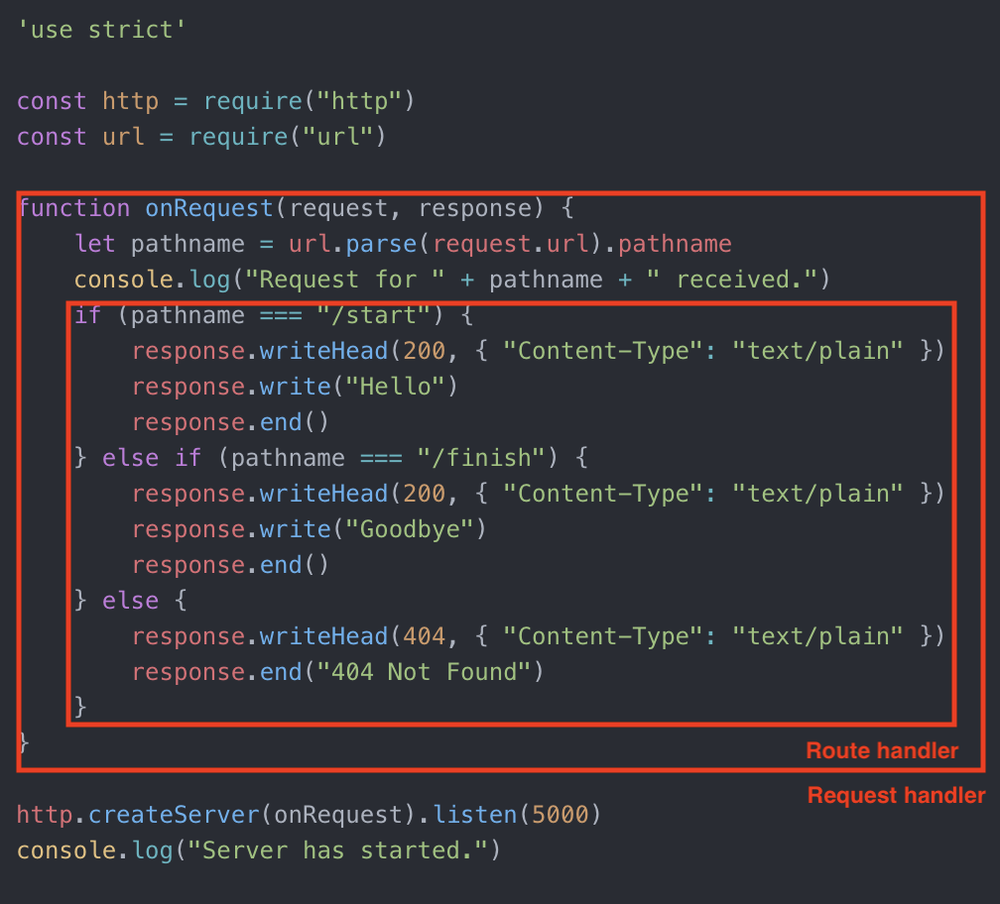 'use strict'
const http = require("http")
const url = require("url")
function onRequest(request, response) {
    let pathname = url.parse(request.url).pathname
    console.log("Request for " + pathname + " received.")
    if (pathname === "/start") {
        response.writeHead(200, { "Content-Type": "text/plain" })
        response.write("Hello")
        response.end()
    } else if (pathname === "/finish") {
        response.writeHead(200, { "Content-Type": "text/plain" })
        response.write("Goodbye")
        response.end()
    } else {
        response.writeHead(404, { "Content-Type": "text/plain" })
        response.end("404 Not Found")
    }
}
Route handler
Request handler
http.createServer(onRequest).listen(5000)
console.log("Server has started.")